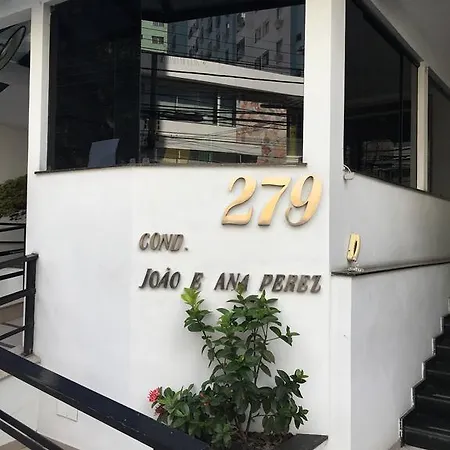 279
COND.
JOÃO E ANA PEREZ